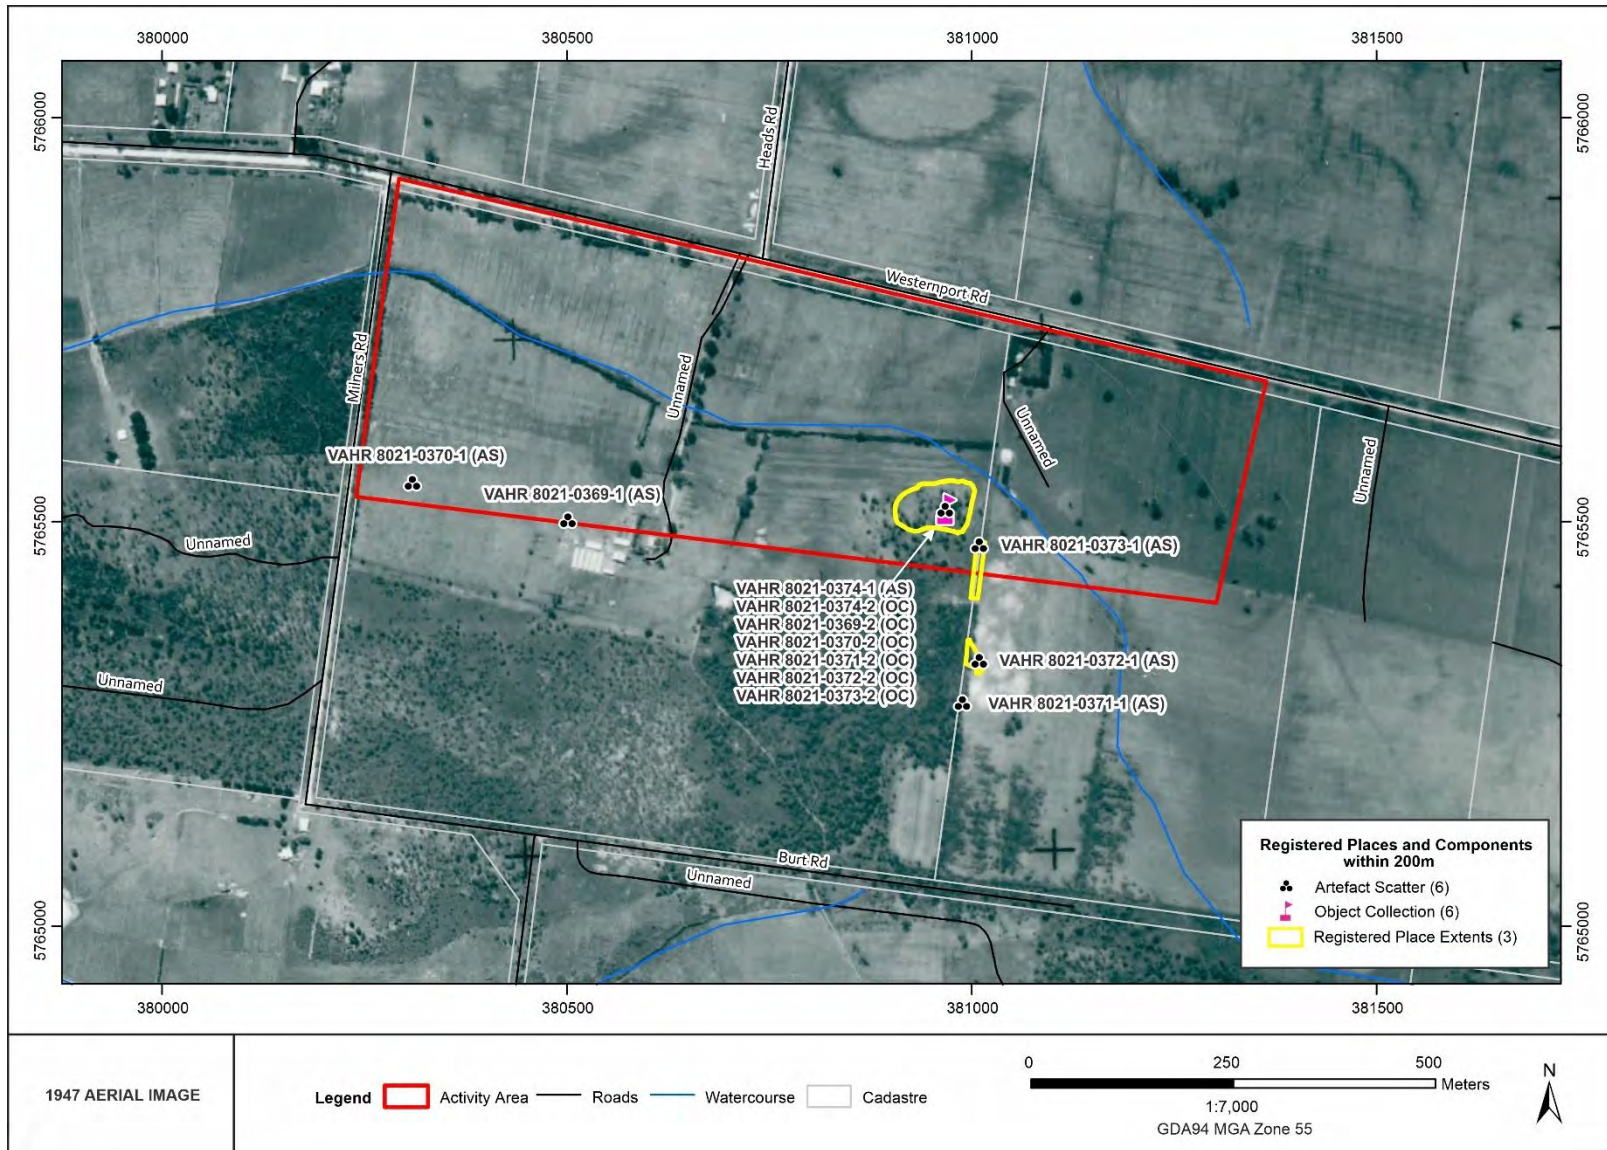 380000
380500
381000
381500
5766000
5766000
Heads Rd
Westernport Rd
Milners Rd
Unnamed
Unnamed
Unnamed
VAHR 8021-0370-1 (AS)
VAHR 8021-0369-1 (AS)
5765500
5765500
Unnamed
VAHR 8021-0373-1 (AS)
VAHR 8021-0374-1 (AS)
VAHR 8021-0374-2 (OC)
VAHR 8021-0369-2 (OC)
VAHR 8021-0370-2 (OC)
VAHR 8021-0371-2 (OC)
VAHR 8021-0372-2 (OC)
VAHR 8021-0373-2 (OC)
VAHR 8021-0372-1 (AS)
VAHR 8021-0371-1 (AS)
Unnamed
Burt Rd
Unnamed
Registered Places and Components
within 200m
Artefact Scatter (6)
Object Collection (6)
Registered Place Extents (3)
5765000
5765000
380000
380500
381000
381500
1947 AERIAL IMAGE
Legend
Activity Area
Roads
Watercourse
Cadastre
0
250
500
Meters
1:7,000
GDA94 MGA Zone 55
N